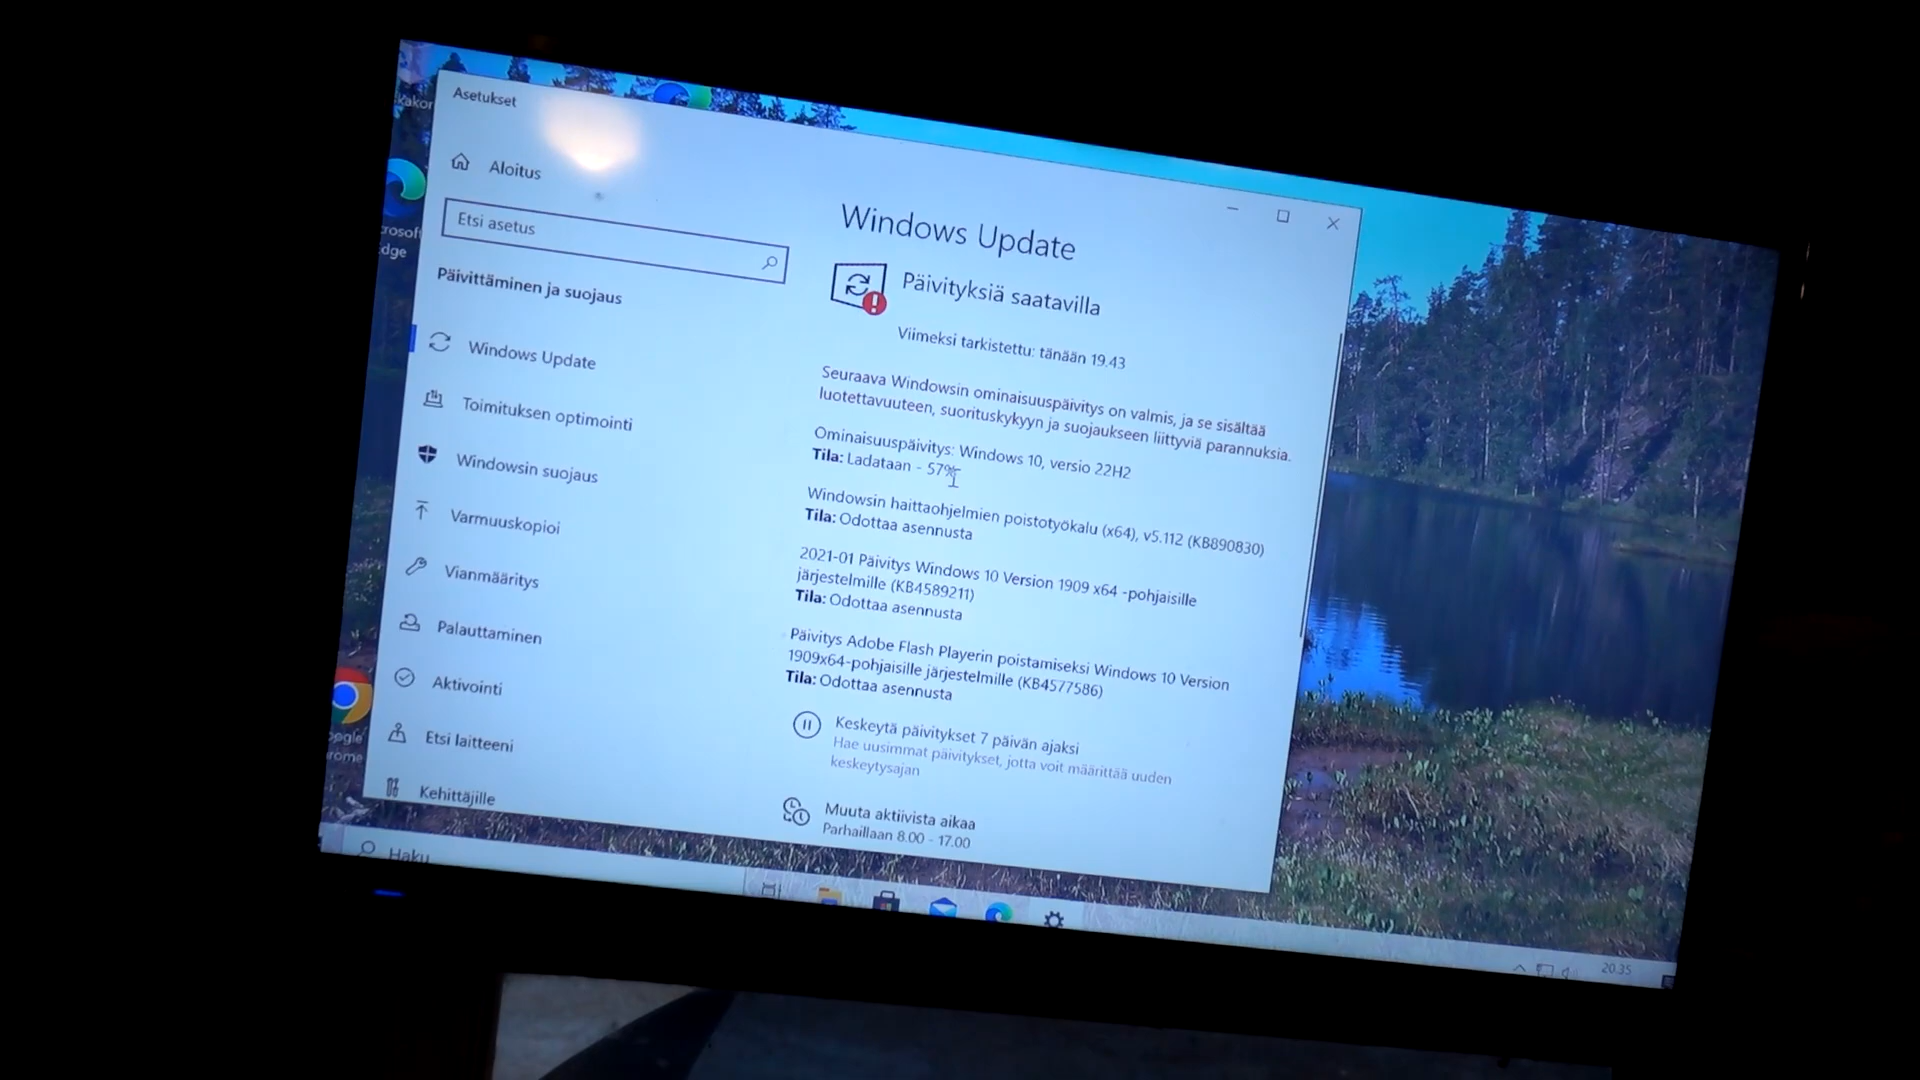 Asetukset
Aloitus
Etsi asetus
Päivittäminen ja suojaus
Windows Update
Toimituksen optimointi
Windowsin suojaus
Varmuuskopioi
Vianmääritys
Palauttaminen
Aktivointi
Etsi laitteeni
Kehittäjille
Windows Update
Päivityksiä saatavilla
Viimeksi tarkistettu: tänään 19.43
Seuraava Windowsin ominaisuuspäivitys on valmis, ja se sisältää
luotettavuuteen, suorituskykyyn ja suojaukseen liittyviä parannuksia.
Ominaisuuspäivitys: Windows 10, versio 22H2
Tila: Ladataan - 57%
Windowsin haittaohjelmien poistotyökalu (x64), v5.112 (KB890830)
Tila: Odottaa asennusta
2021-01 Päivitys Windows 10 Version 1909 x64 -pohjaisille
järjestelmille (KB4589211)
Tila: Odottaa asennusta
Päivitys Adobe Flash Playerin poistamiseksi Windows 10 Version
1909x64-pohjaisille järjestelmille (KB4577586)
Tila: Odottaa asennusta
Keskeytä päivitykset 7 päivän ajaksi
Hae uusimmat päivitykset, jotta voit määrittää uuden
keskeytysajan
Muuta aktiivista aikaa
Parhaillaan 8.00 - 17.00
Haku
20.35